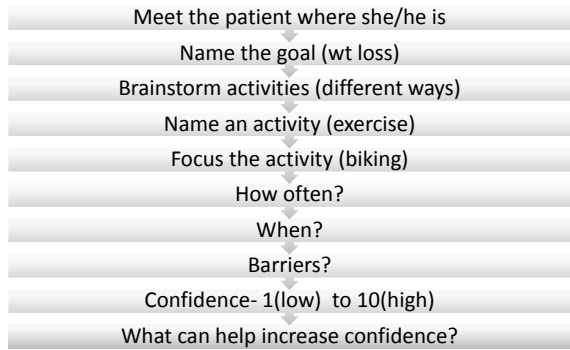 Meet the patient where she/he is
Name the goal (wt loss)
Brainstorm activities (different ways)
Name an activity (exercise)
Focus the activity (biking)
How often?
When?
Barriers?
Confidence- 1(low)  to 10(high)
What can help increase confidence?